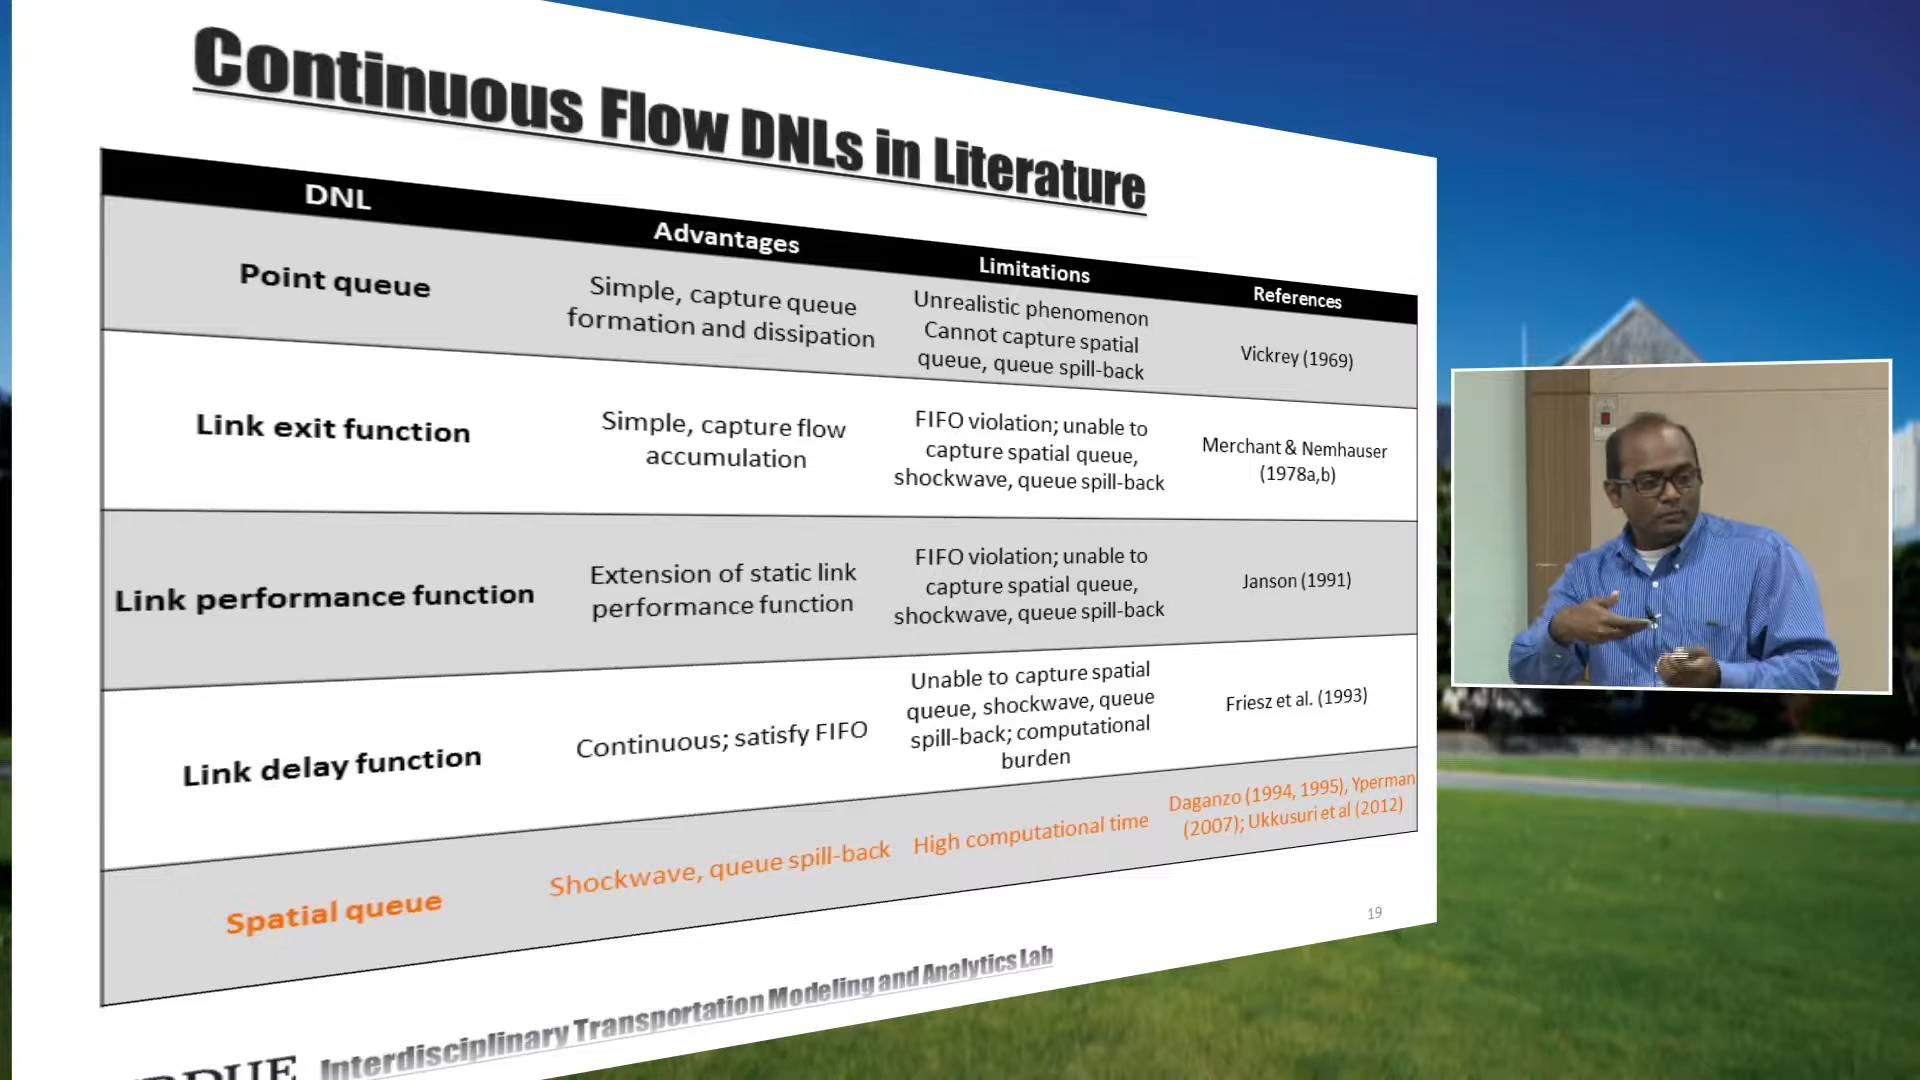 Continuous Flow DNLs in Literature
DNL
Advantages
Limitations
References
Point queue
Simple, capture queue
formation and dissipation
Unrealistic phenomenon
Cannot capture spatial
queue, queue spill-back
Vickrey (1969)
Link exit function
Simple, capture flow
accumulation
FIFO violation; unable to
capture spatial queue,
shockwave, queue spill-back
Merchant & Nemhauser
(1978a,b)
Link performance function
Extension of static link
performance function
FIFO violation; unable to
capture spatial queue,
shockwave, queue spill-back
Janson (1991)
Link delay function
Continuous; satisfy FIFO
Unable to capture spatial
queue, shockwave, queue
spill-back; computational
burden
Friesz et al. (1993)
Spatial queue
Shockwave, queue spill-back
High computational time
Daganzo (1994, 1995), Yperman
(2007); Ukkusuri et al (2012)
19
Interdisciplinary Transportation Modeling and Analytics Lab